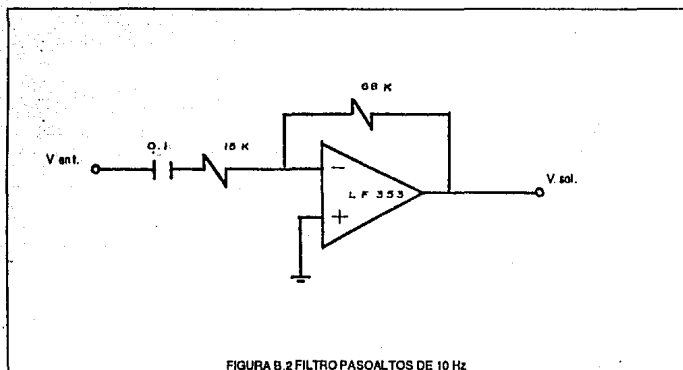 68 K
0.1
15 K
V ent.
-
LF 353
+
V. sal.
FIGURA B.2 FILTRO PASOALTOS DE 10 Hz